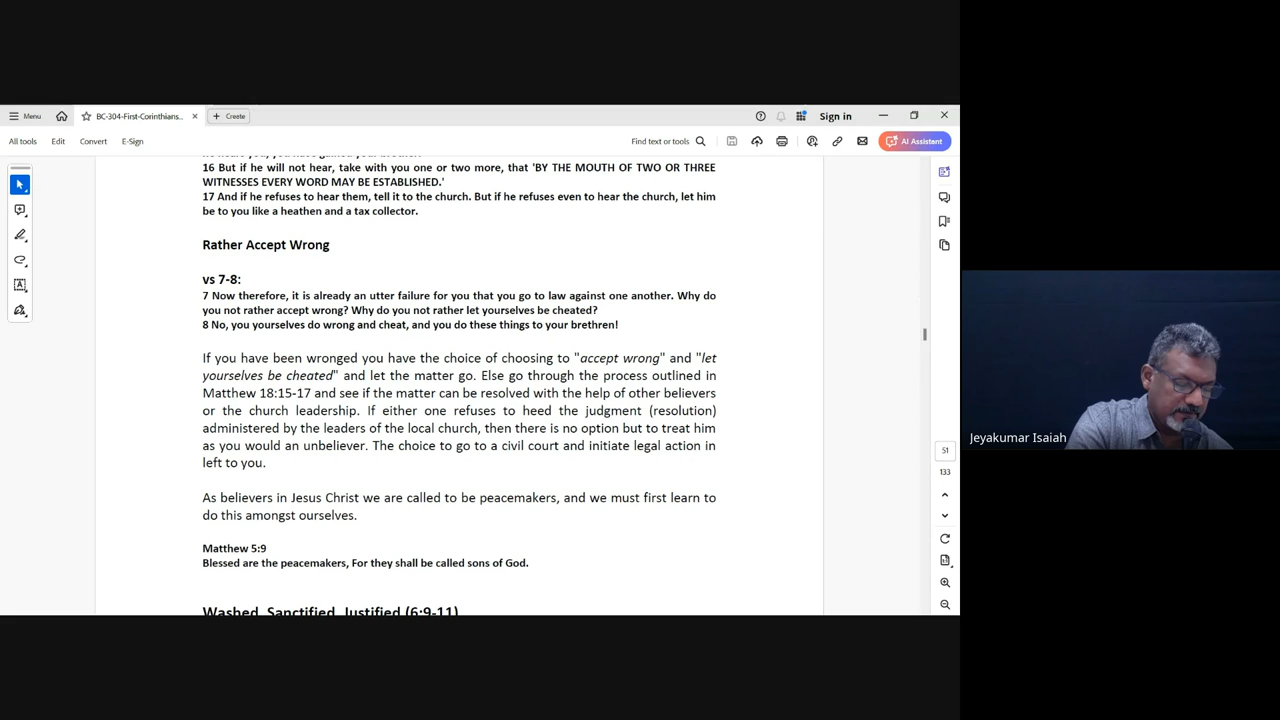 Menu
BC-304-First-Corinthians...
Create
Sign in
All tools
Edit
Convert
E-Sign
Find text or tools
AI Assistant
16 But if he will not hear, take with you one or two more, that 'BY THE MOUTH OF TWO OR THREE
WITNESSES EVERY WORD MAY BE ESTABLISHED.'
17 And if he refuses to hear them, tell it to the church. But if he refuses even to hear the church, let him
be to you like a heathen and a tax collector.
Rather Accept Wrong
vs 7-8:
7 Now therefore, it is already an utter failure for you that you go to law against one another. Why do
you not rather accept wrong? Why do you not rather let yourselves be cheated?
8 No, you yourselves do wrong and cheat, and you do these things to your brethren!
If you have been wronged you have the choice of choosing to "accept wrong" and "let
yourselves be cheated" and let the matter go. Else go through the process outlined in
Matthew 18:15-17 and see if the matter can be resolved with the help of other believers
or the church leadership. If either one refuses to heed the judgment (resolution)
administered by the leaders of the local church, then there is no option but to treat him
as you would an unbeliever. The choice to go to a civil court and initiate legal action in
left to you.
As believers in Jesus Christ we are called to be peacemakers, and we must first learn to
do this amongst ourselves.
Matthew 5:9
Blessed are the peacemakers, For they shall be called sons of God.
Washed, Sanctified, Justified (6:9-11)
51
133
Jeyakumar Isaiah